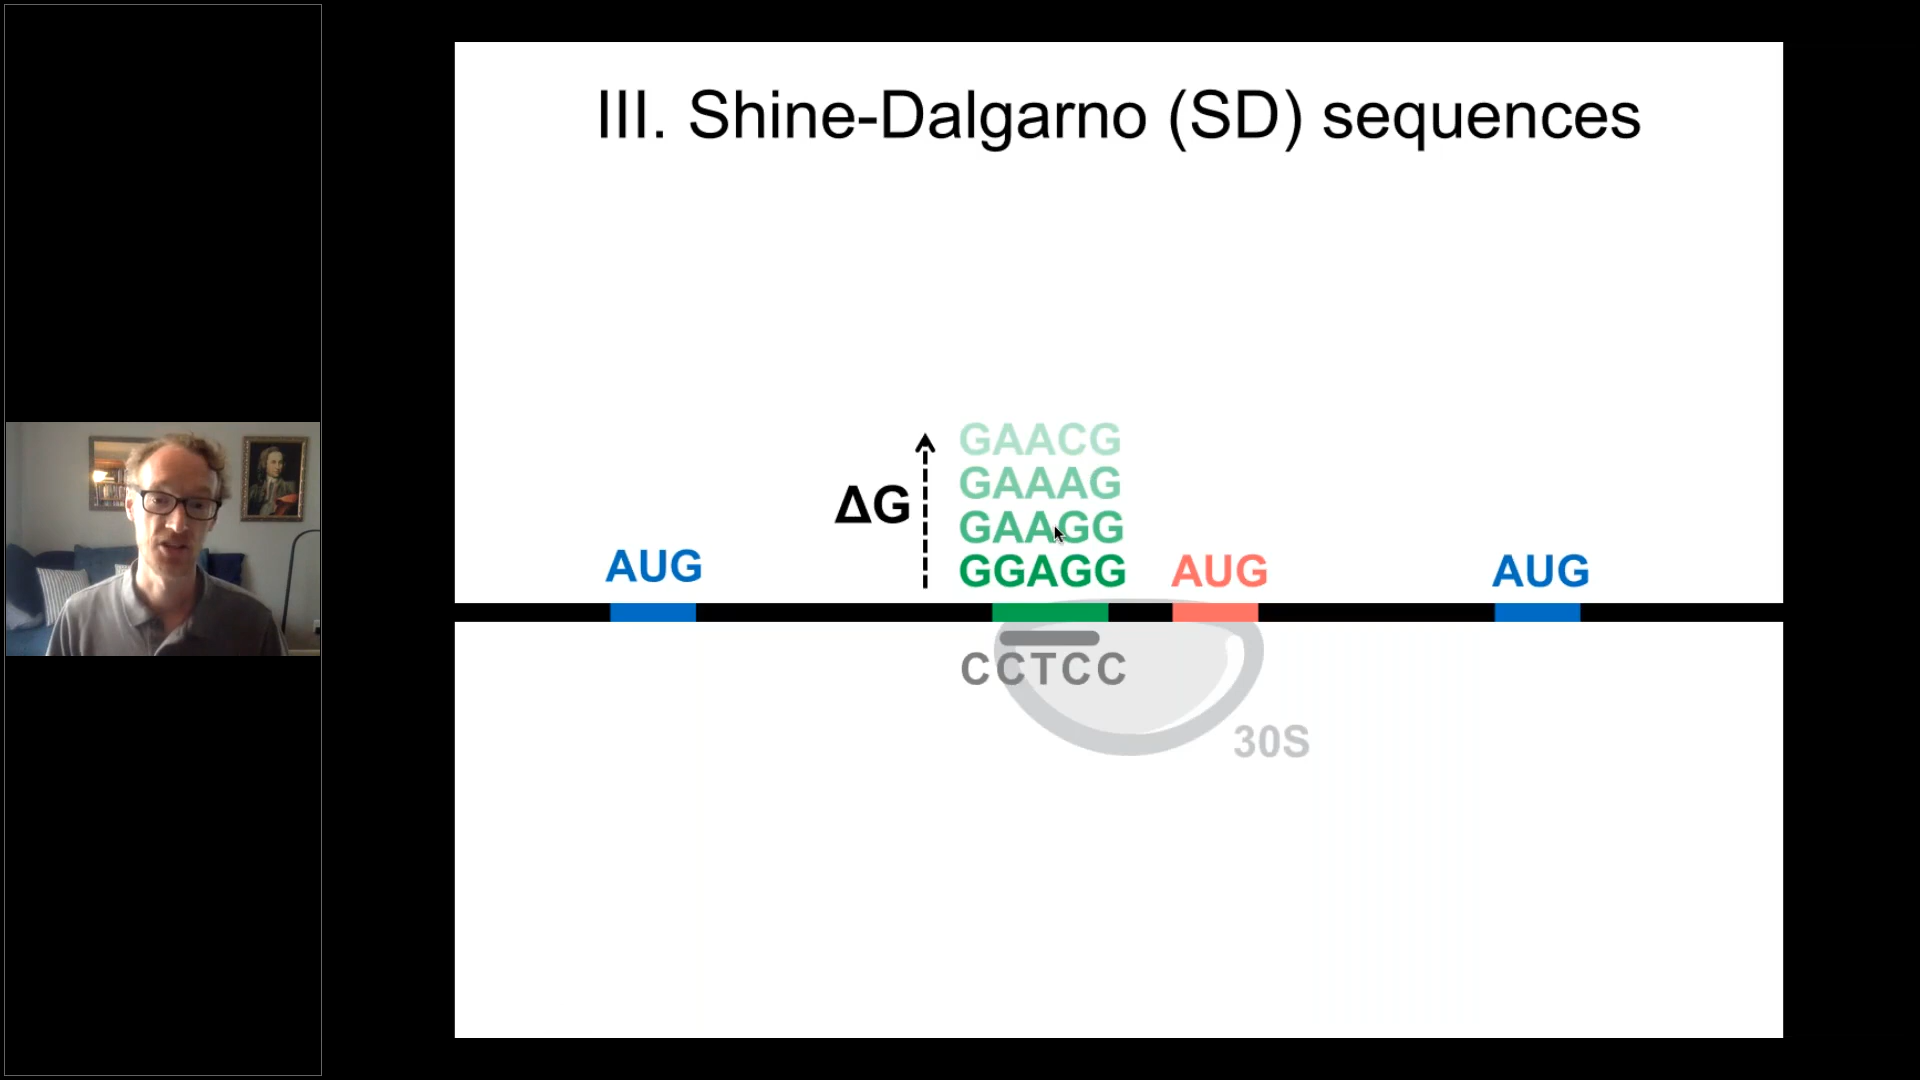 III. Shine-Dalgarno (SD) sequences
GAACG
GAAAG
ΔG
GAAGG
AUG
GGAGG
AUG
AUG
CCTCC
30S